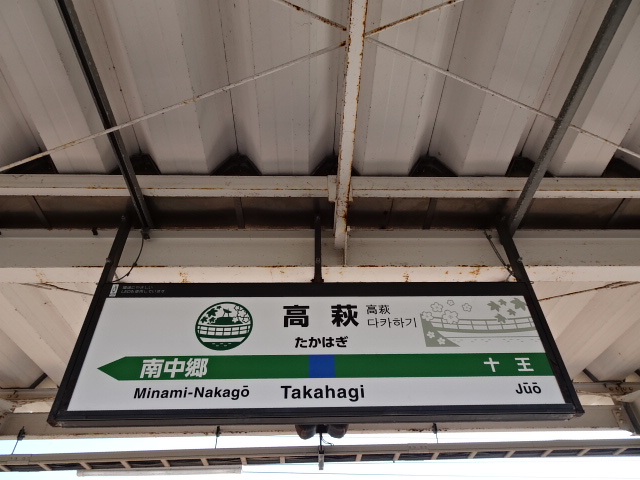 高萩
高萩
다카하기
たかはぎ
南中郷
十王
Minami-Nakagō
Takahagi
Jūō